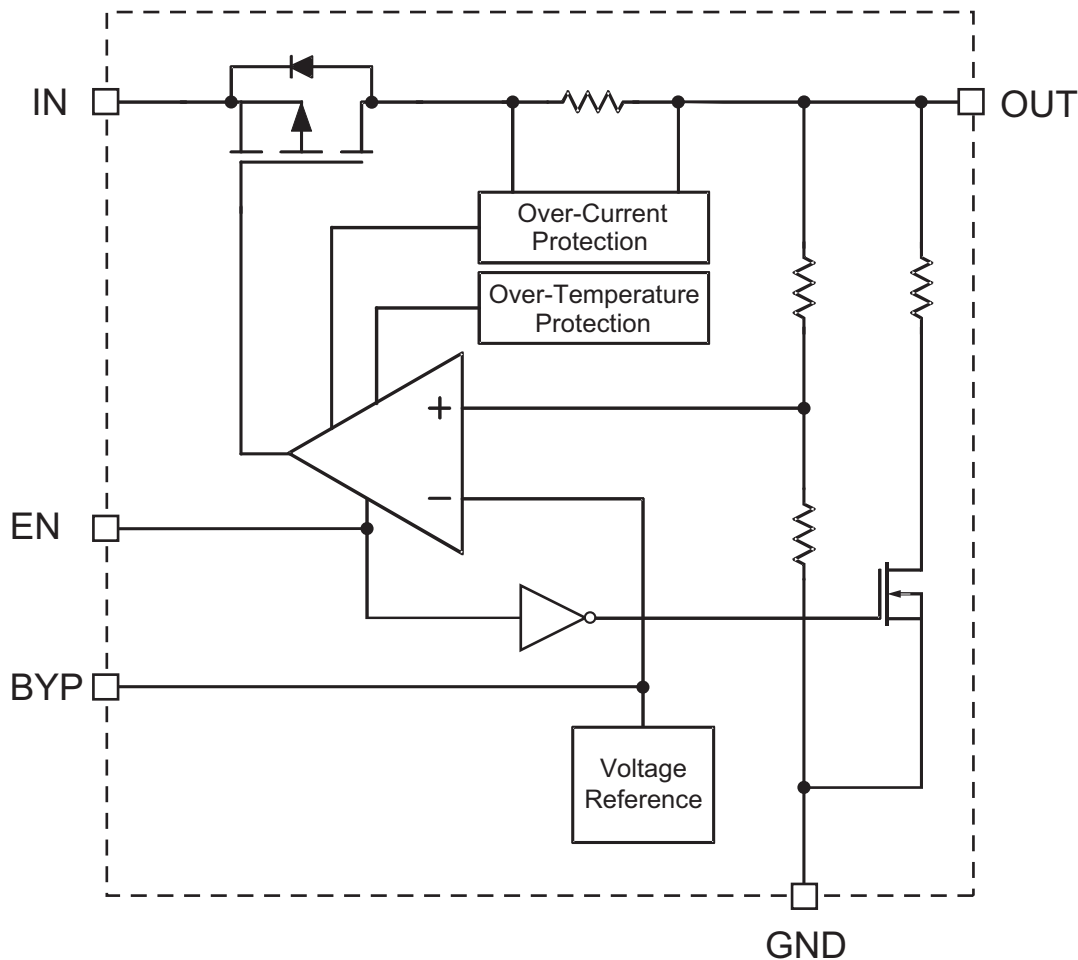 IN
OUT
Over-Current
Protection
Over-Temperature
Protection
+
−
EN
BYP
Voltage
Reference
GND